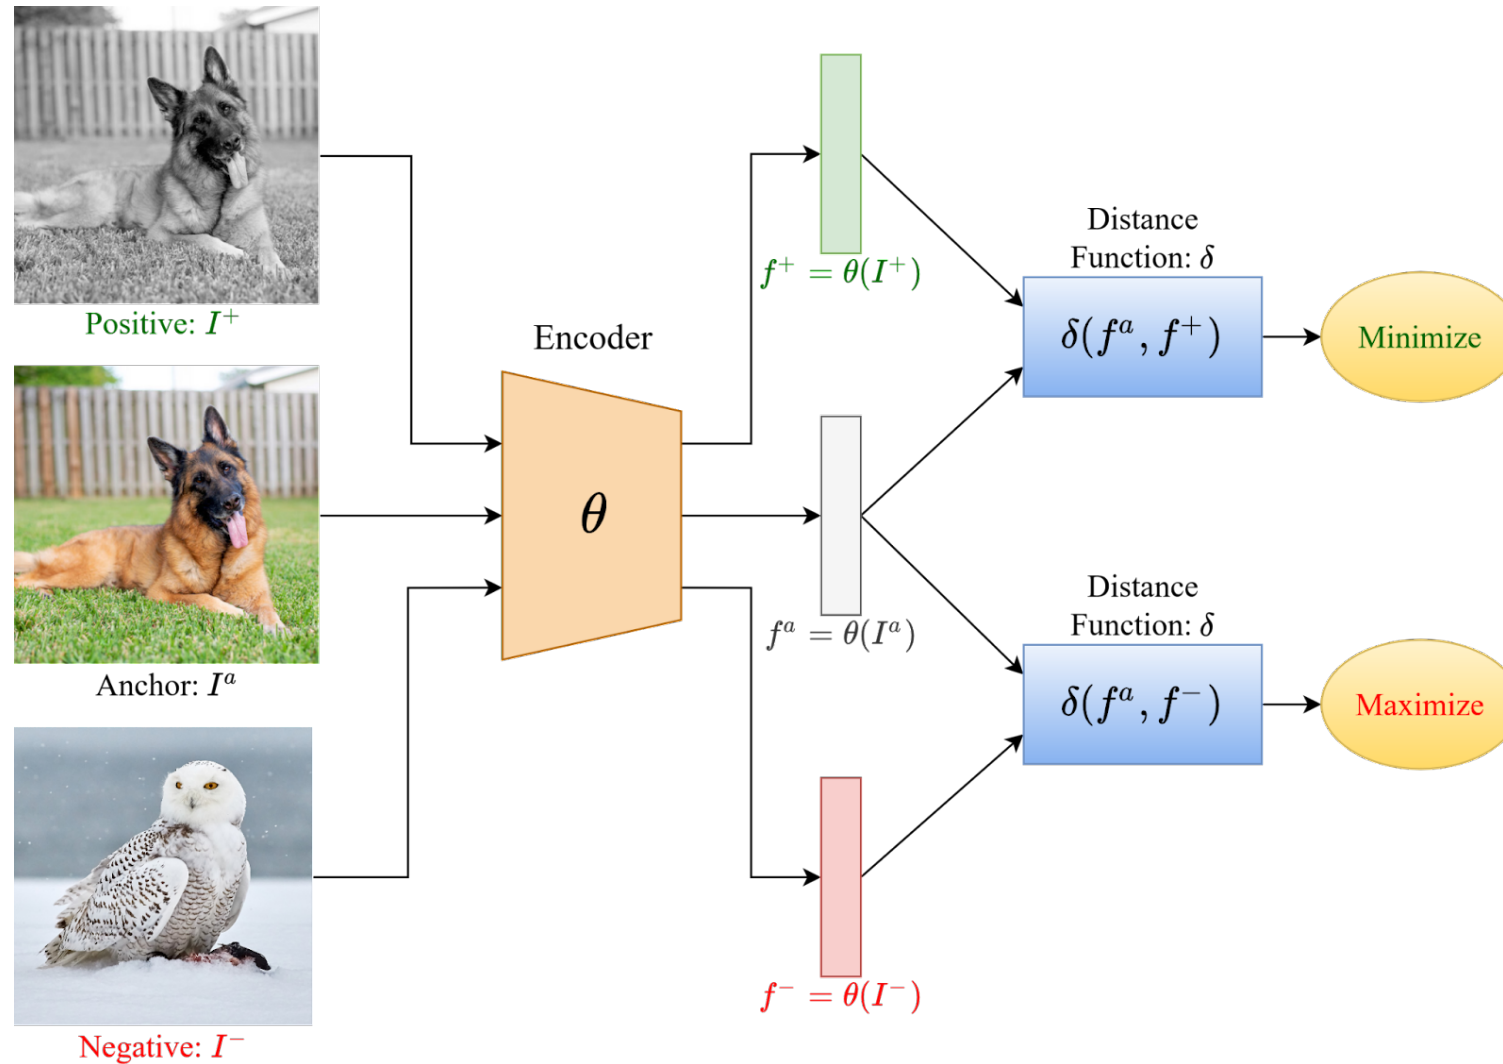 Positive: I⁺
Anchor: Iᵃ
Negative: I⁻
Encoder
θ
f⁺ = θ(I⁺)
fᵃ = θ(Iᵃ)
f⁻ = θ(I⁻)
Distance
Function: δ
δ(fᵃ, f⁺)
Minimize
Distance
Function: δ
δ(fᵃ, f⁻)
Maximize